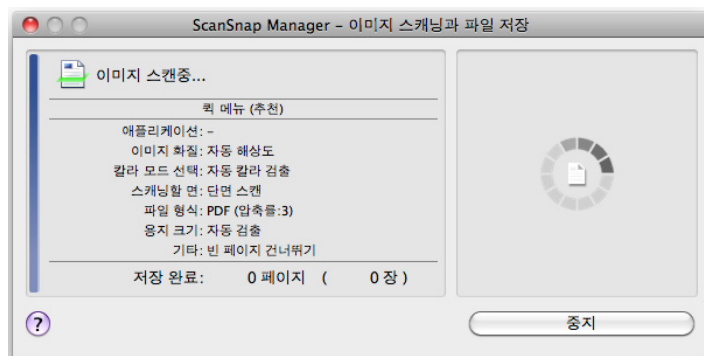 ScanSnap Manager – 이미지 스캐닝과 파일 저장
이미지 스캔중...
퀵 메뉴 (추천)
애플리케이션: –
이미지 화질: 자동 해상도
칼라 모드 선택: 자동 칼라 검출
스캐닝할 면: 단면 스캔
파일 형식: PDF (압축률:3)
용지 크기: 자동 검출
기타: 빈 페이지 건너뛰기
저장 완료: 0 페이지 ( 0 장 )
? 중지